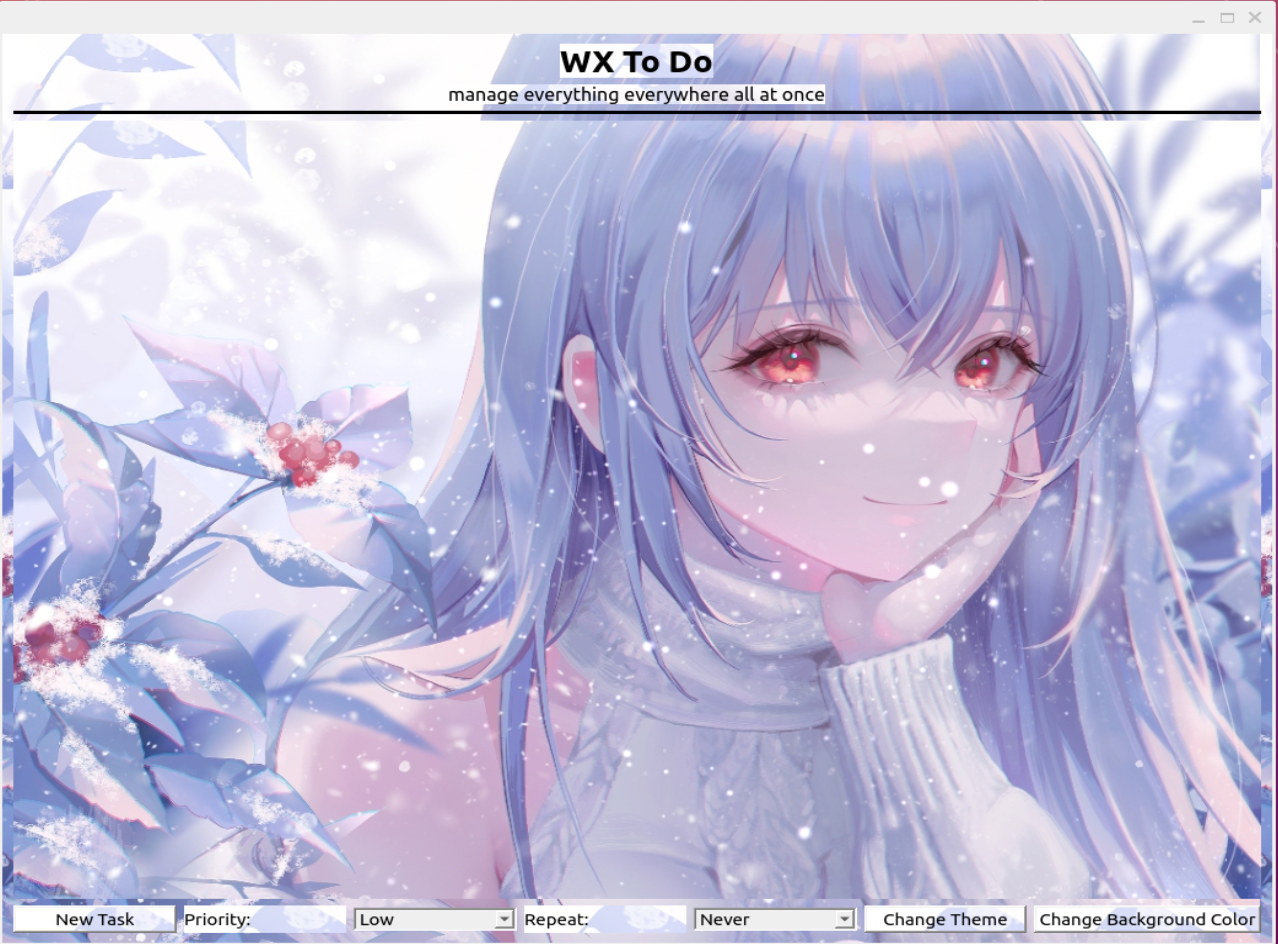 WX To Do
manage everything everywhere all at once
New Task Priority: Low Repeat: Never Change Theme Change Background Color